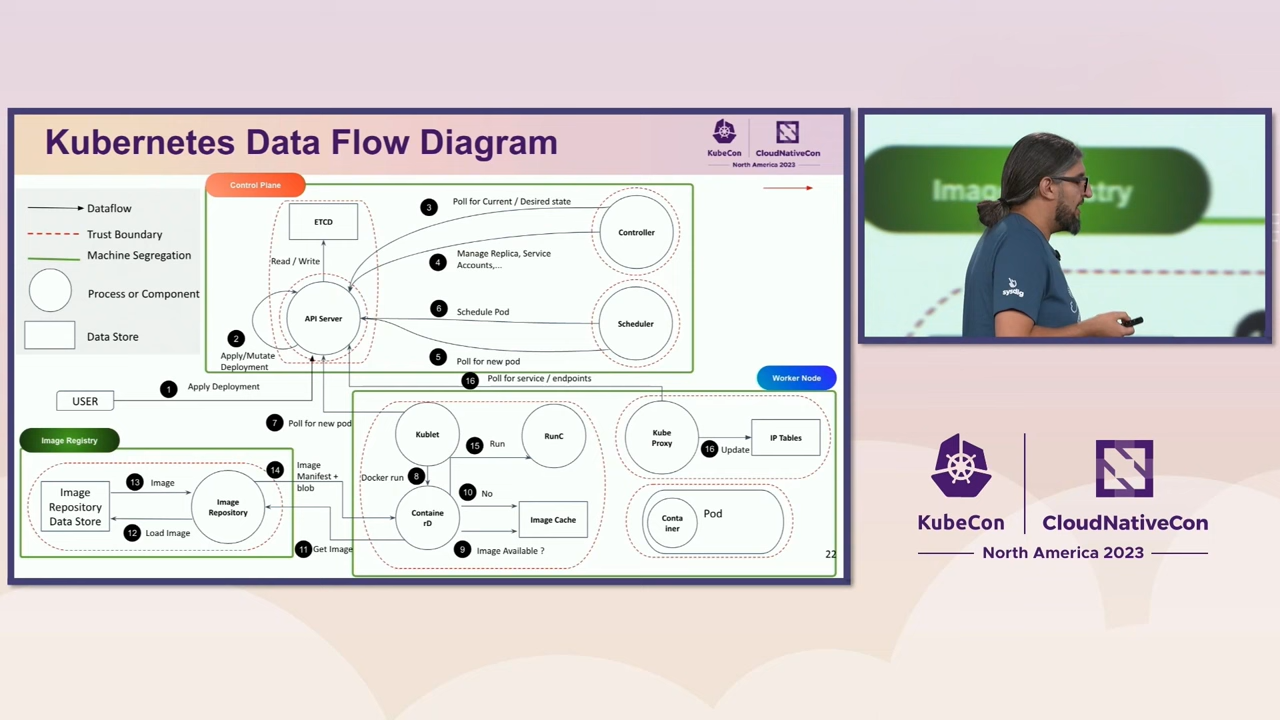 Kubernetes Data Flow Diagram
KubeCon
CloudNativeCon
North America 2023
Dataflow
Trust Boundary
Machine Segregation
Process or Component
Data Store
Control Plane
ETCD
Read / Write
API Server
2
Apply/Mutate
Deployment
3
Poll for Current / Desired state
4
Manage Replica, Service
Accounts,...
Controller
6
Schedule Pod
Scheduler
5
Poll for new pod
16
Poll for service / endpoints
1
Apply Deployment
USER
7
Poll for new pod
Worker Node
Kublet
15
Run
RunC
Kube
Proxy
16
Update
IP Tables
Docker run
8
10
No
Containe
rD
Image Cache
9
Image Available ?
Conta
iner
Pod
Image Registry
Image
Repository
Data Store
13
Image
12
Load Image
Image
Repository
14
Image
Manifest +
blob
11
Get Image
22
Imag
ry
sysdig
KubeCon
CloudNativeCon
North America 2023